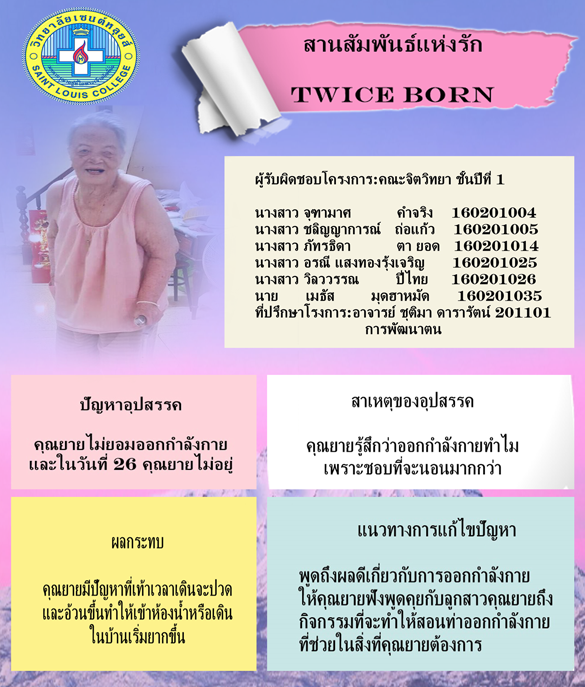 วิทยาลัยเซนต์หลุยส์
SAINT LOUIS COLLEGE
สานสัมพันธ์แห่งรัก
TWICE BORN
ผู้รับผิดชอบโครงการ:คณะจิตวิทยา ชั้นปีที่ 1
นางสาว จุฑามาศ คำจริง 160201004
นางสาว ชลิญญาการณ์ ถ่อแก้ว 160201005
นางสาว ภัทรธิดา ตา ยอด 160201014
นางสาว อรณี แสงทองรุ้งเจริญ 160201025
นางสาว วิลววรรณ ปีไทย 160201026
นาย เมธัส มุดฮาหมัด 160201035
ที่ปรึกษาโรงการ:อาจารย์ ชุติมา ดารารัตน์ 201101
การพัฒนาตน
ปัญหาอุปสรรค
คุณยายไม่ยอมออกกำลังกาย
และในวันที่ 26 คุณยายไม่อยู่
สาเหตุของอุปสรรค
คุณยายรู้สึกว่าออกกำลังกายทำไม
เพราะชอบที่จะนอนมากกว่า
ผลกระทบ
คุณยายมีปัญหาที่เท้าเวลาเดินจะปวด
และอ้วนขึ้นทำให้เข้าห้องน้ำหรือเดิน
ในบ้านเริ่มยากขึ้น
แนวทางการแก้ไขปัญหา
พูดถึงผลดีเกี่ยวกับการออกกำลังกาย
ให้คุณยายฟังพูดคุยกับลูกสาวคุณยายถึง
กิจกรรมที่จะทำให้สอนท่าออกกำลังกาย
ที่ช่วยในสิ่งที่คุณยายต้องการ